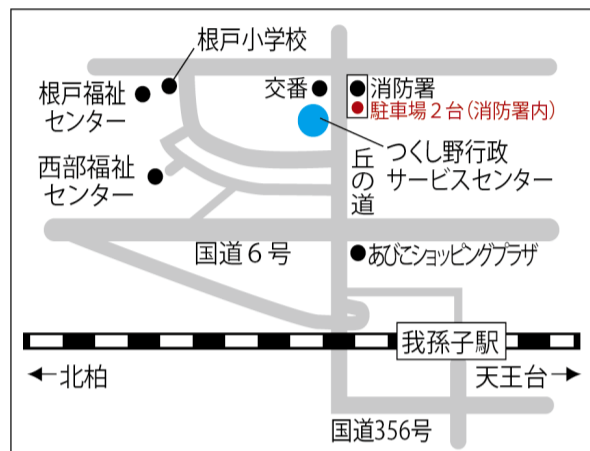 根戸小学校
根戸福祉
センター
交番
消防署
駐車場2台(消防署内)
つくし野行政
サービスセンター
西部福祉
センター
丘の道
国道6号
あびこショッピングプラザ
我孫子駅
←北柏
天王台→
国道356号